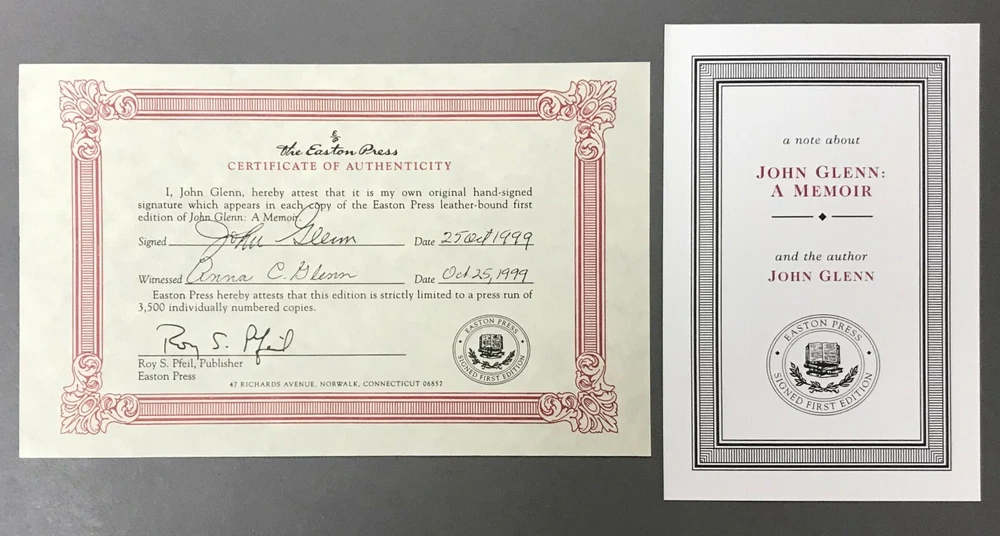 E
P
the Easton Press
CERTIFICATE OF AUTHENTICITY
I, John Glenn, hereby attest that it is my own original hand-signed
signature which appears in each copy of the Easton Press leather-bound first
edition of John Glenn: A Memoir.
Signed John Glenn Date 25 Oct 1999
Witnessed Anna C. Glenn Date Oct 25, 1999
Easton Press hereby attests that this edition is strictly limited to a press run of
3,500 individually numbered copies.
Roy S. Pfeil
Roy S. Pfeil, Publisher
Easton Press
EASTON PRESS
SIGNED FIRST EDITION
47 RICHARDS AVENUE, NORWALK, CONNECTICUT 06857
a note about
JOHN GLENN:
A MEMOIR
and the author
JOHN GLENN
EASTON PRESS
SIGNED FIRST EDITION